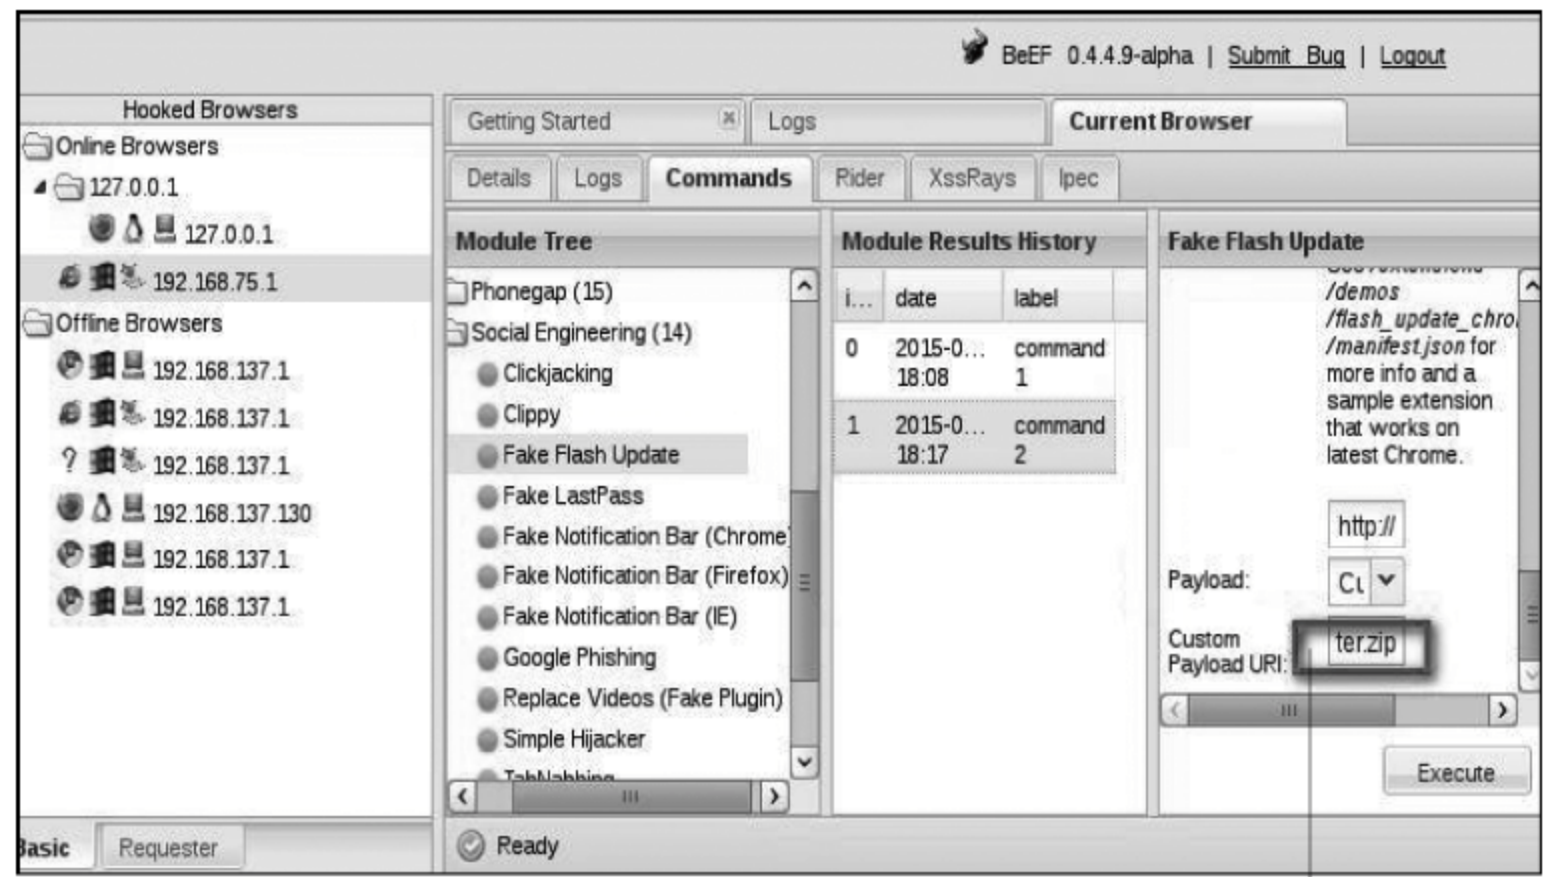 BeEF 0.4.4.9-alpha | Submit Bug | Logout
Hooked Browsers
Online Browsers
127.0.0.1
127.0.0.1
192.168.75.1
Offline Browsers
192.168.137.1
192.168.137.1
? 192.168.137.1
192.168.137.130
192.168.137.1
192.168.137.1
Basic
Requester
Getting Started
Logs
Current Browser
Details
Logs
Commands
Rider
XssRays
Ipec
Module Tree
Phonegap (15)
Social Engineering (14)
Clickjacking
Clippy
Fake Flash Update
Fake LastPass
Fake Notification Bar (Chrome)
Fake Notification Bar (Firefox)
Fake Notification Bar (IE)
Google Phishing
Replace Videos (Fake Plugin)
Simple Hijacker
TabNabbing
Module Results History
i... date label
0 2015-0... command
18:08 1
1 2015-0... command
18:17 2
Fake Flash Update
/demos
/flash_update_chro
/manifest.json for
more info and a
sample extension
that works on
latest Chrome.
http://
Payload: Cu
Custom
Payload URI:
ter.zip
Execute
Ready